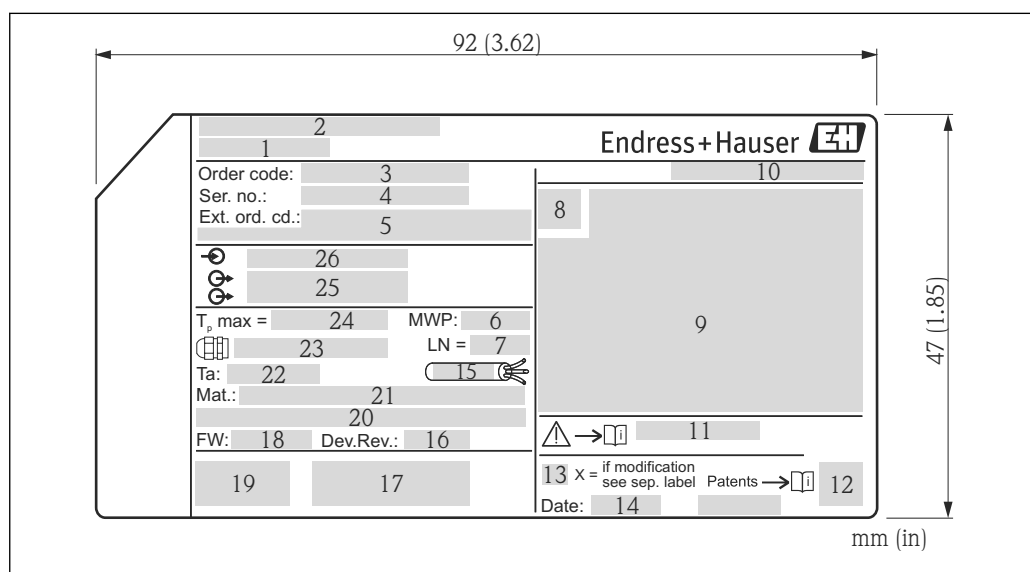 92 (3.62)
2
Endress+Hauser EH
1
Order code: 3
10
Ser. no.: 4
8
Ext. ord. cd.: 5
26
25
9
47 (1.85)
Tp max = 24 MWP: 6
23 LN = 7
Ta: 22 15
Mat.: 21
20
FW: 18 Dev.Rev.: 16
i 11
19 17
13 X = if modification
see sep. label Patents i 12
Date: 14
mm (in)